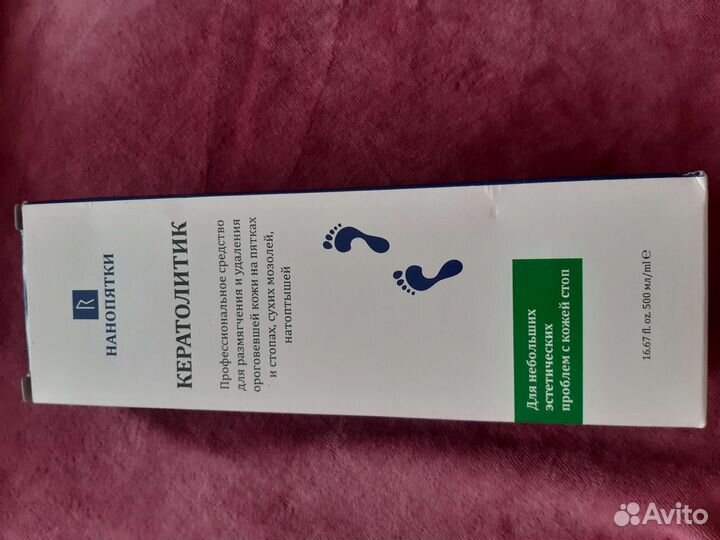 НАНОПЯТКИ
КЕРАТОЛИТИК
Профессиональное средство
для размягчения и удаления
ороговевшей кожи на пятках
и стопах, сухих мозолей,
натоптышей
Для небольших
эстетических
проблем с кожей стоп
16.67 fl. oz. 500 мл/ml ℮
Avito